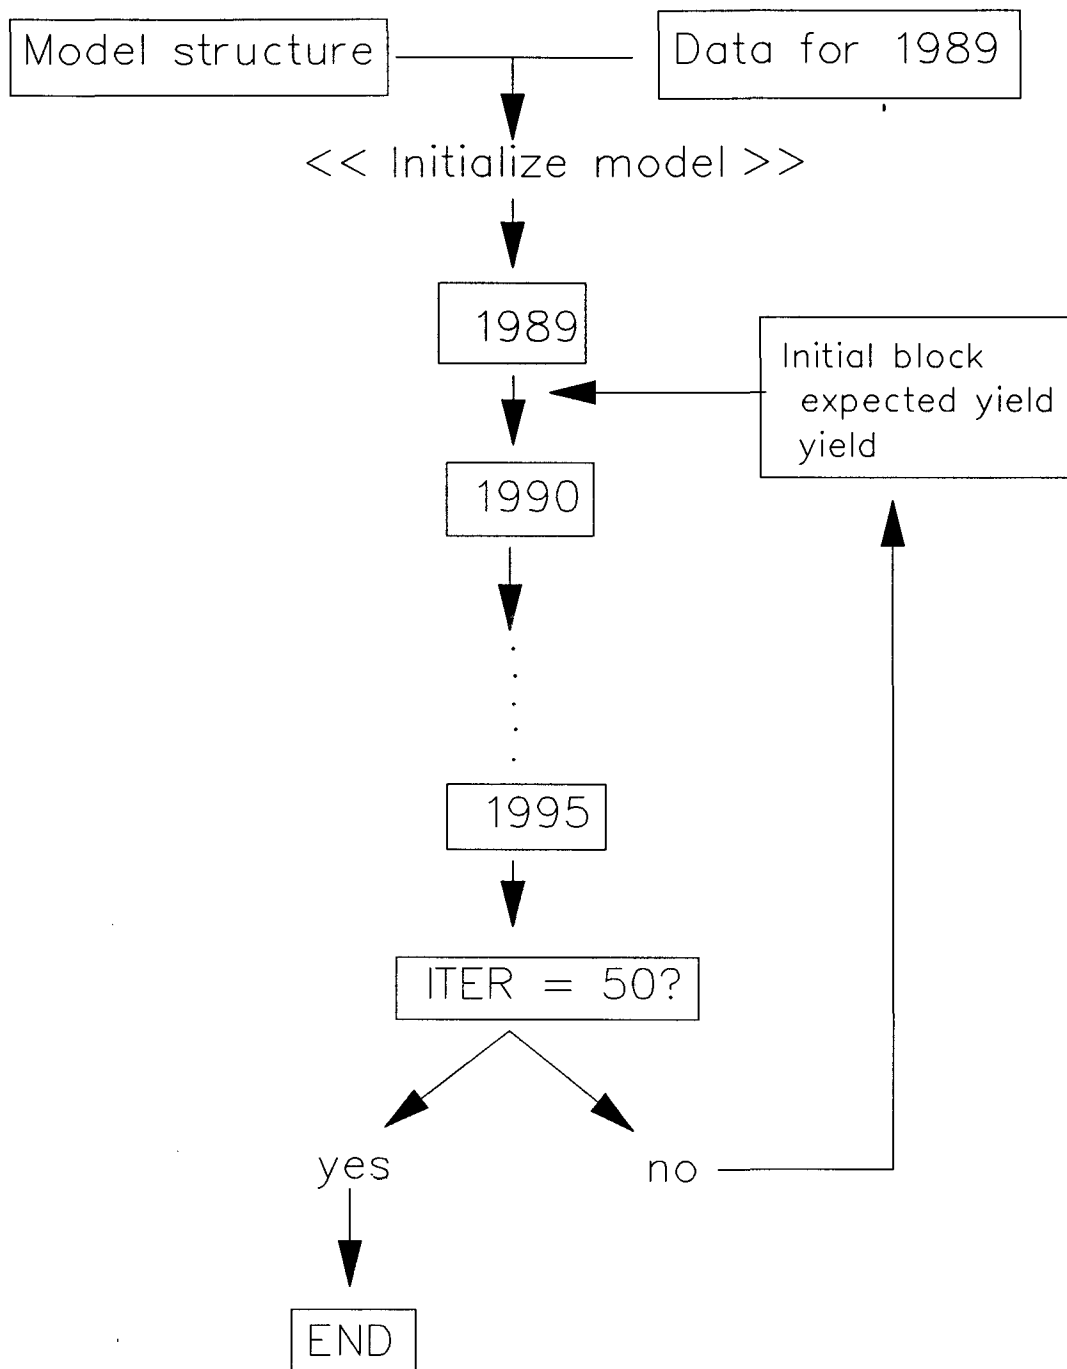 Model structure
Data for 1989
<< Initialize model >>
1989
Initial block
expected yield
yield
1990
1995
ITER = 50?
yes
no
END